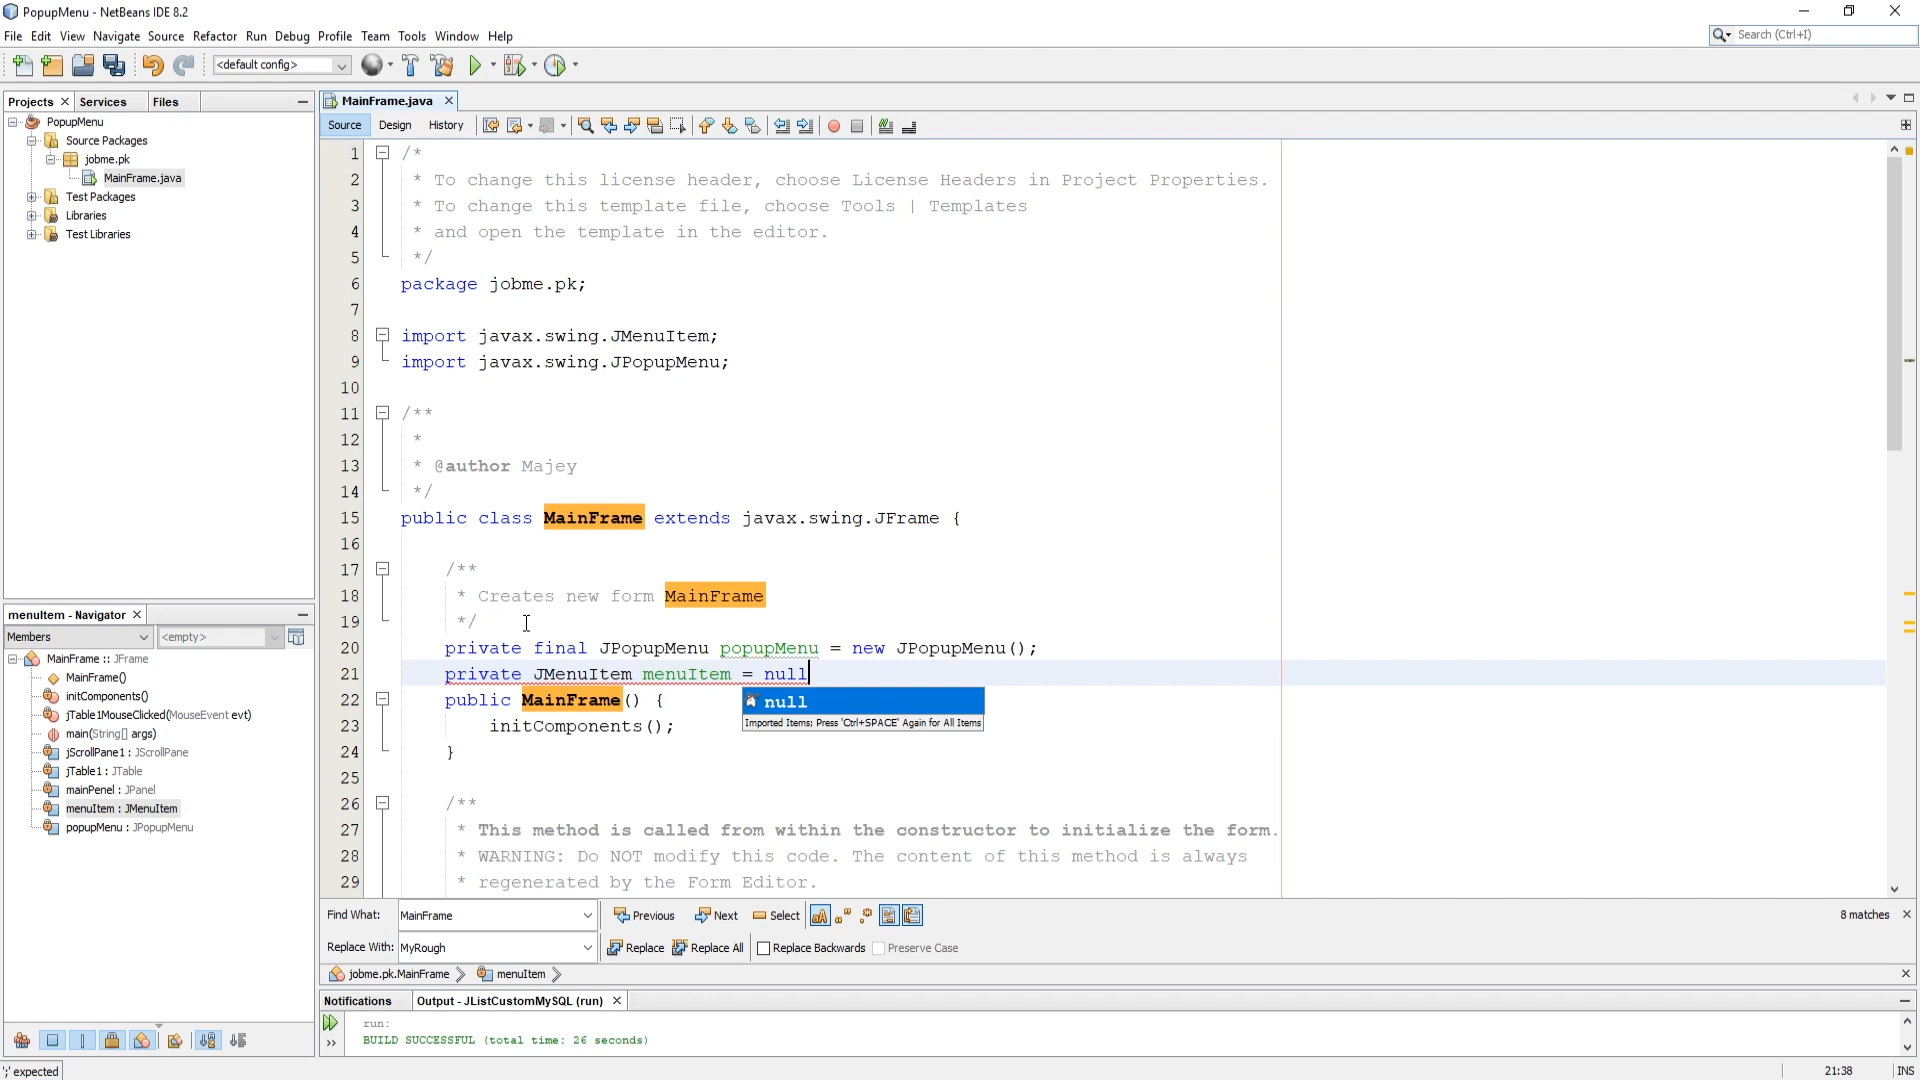 PopupMenu - NetBeans IDE 8.2
File Edit View Navigate Source Refactor Run Debug Profile Team Tools Window Help
Search (Ctrl+I)
<default config>
Projects Services Files
MainFrame.java
Source Design History
PopupMenu
Source Packages
jobme.pk
MainFrame.java
Test Packages
Libraries
Test Libraries
1 /*
2 * To change this license header, choose License Headers in Project Properties.
3 * To change this template file, choose Tools | Templates
4 * and open the template in the editor.
5 */
6 package jobme.pk;
7
8 import javax.swing.JMenuItem;
9 import javax.swing.JPopupMenu;
10
11 /**
12 *
13 * @author Majey
14 */
15 public class MainFrame extends javax.swing.JFrame {
16
17 /**
18 * Creates new form MainFrame
19 */
20 private final JPopupMenu popupMenu = new JPopupMenu();
21 private JMenuItem menuItem = null
22 public MainFrame() {
23 initComponents();
24 }
25
26 /**
27 * This method is called from within the constructor to initialize the form.
28 * WARNING: Do NOT modify this code. The content of this method is always
29 * regenerated by the Form Editor.
null
Imported Items; Press 'Ctrl+SPACE' Again for All Items
menuItem - Navigator
Members <empty>
MainFrame :: JFrame
MainFrame()
initComponents()
jTable1MouseClicked(MouseEvent evt)
main(String[] args)
jScrollPane1 : JScrollPane
jTable1 : JTable
mainPenel : JPanel
menuItem : JMenuItem
popupMenu : JPopupMenu
Find What: MainFrame Previous Next Select 8 matches
Replace With: MyRough Replace Replace All Replace Backwards Preserve Case
jobme.pk.MainFrame menuItem
Notifications Output - JListCustomMySQL (run)
run:
BUILD SUCCESSFUL (total time: 26 seconds)
';' expected
21:38 INS